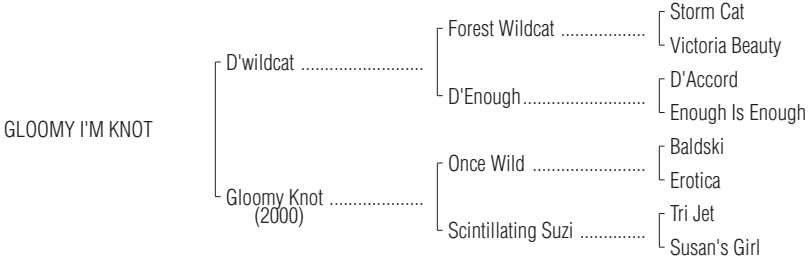 Storm Cat
Forest Wildcat ..................
Victoria Beauty
D'wildcat ..........................
D'Accord
D'Enough..........................
Enough Is Enough
GLOOMY I'M KNOT
Baldski
Once Wild ........................
Erotica
Gloomy Knot ....................
(2000)
Tri Jet
Scintillating Suzi ..............
Susan's Girl